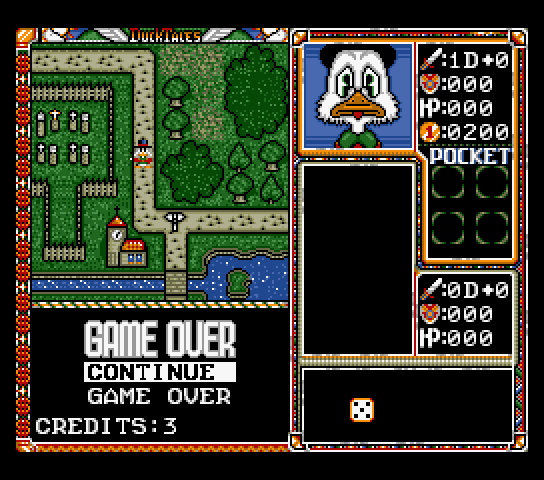 DUCKTALES
GAME OVER
CONTINUE
GAME OVER
CREDITS:3
:1D+0
:000
HP:000
1:0200
POCKET
:0D+0
:000
HP:000